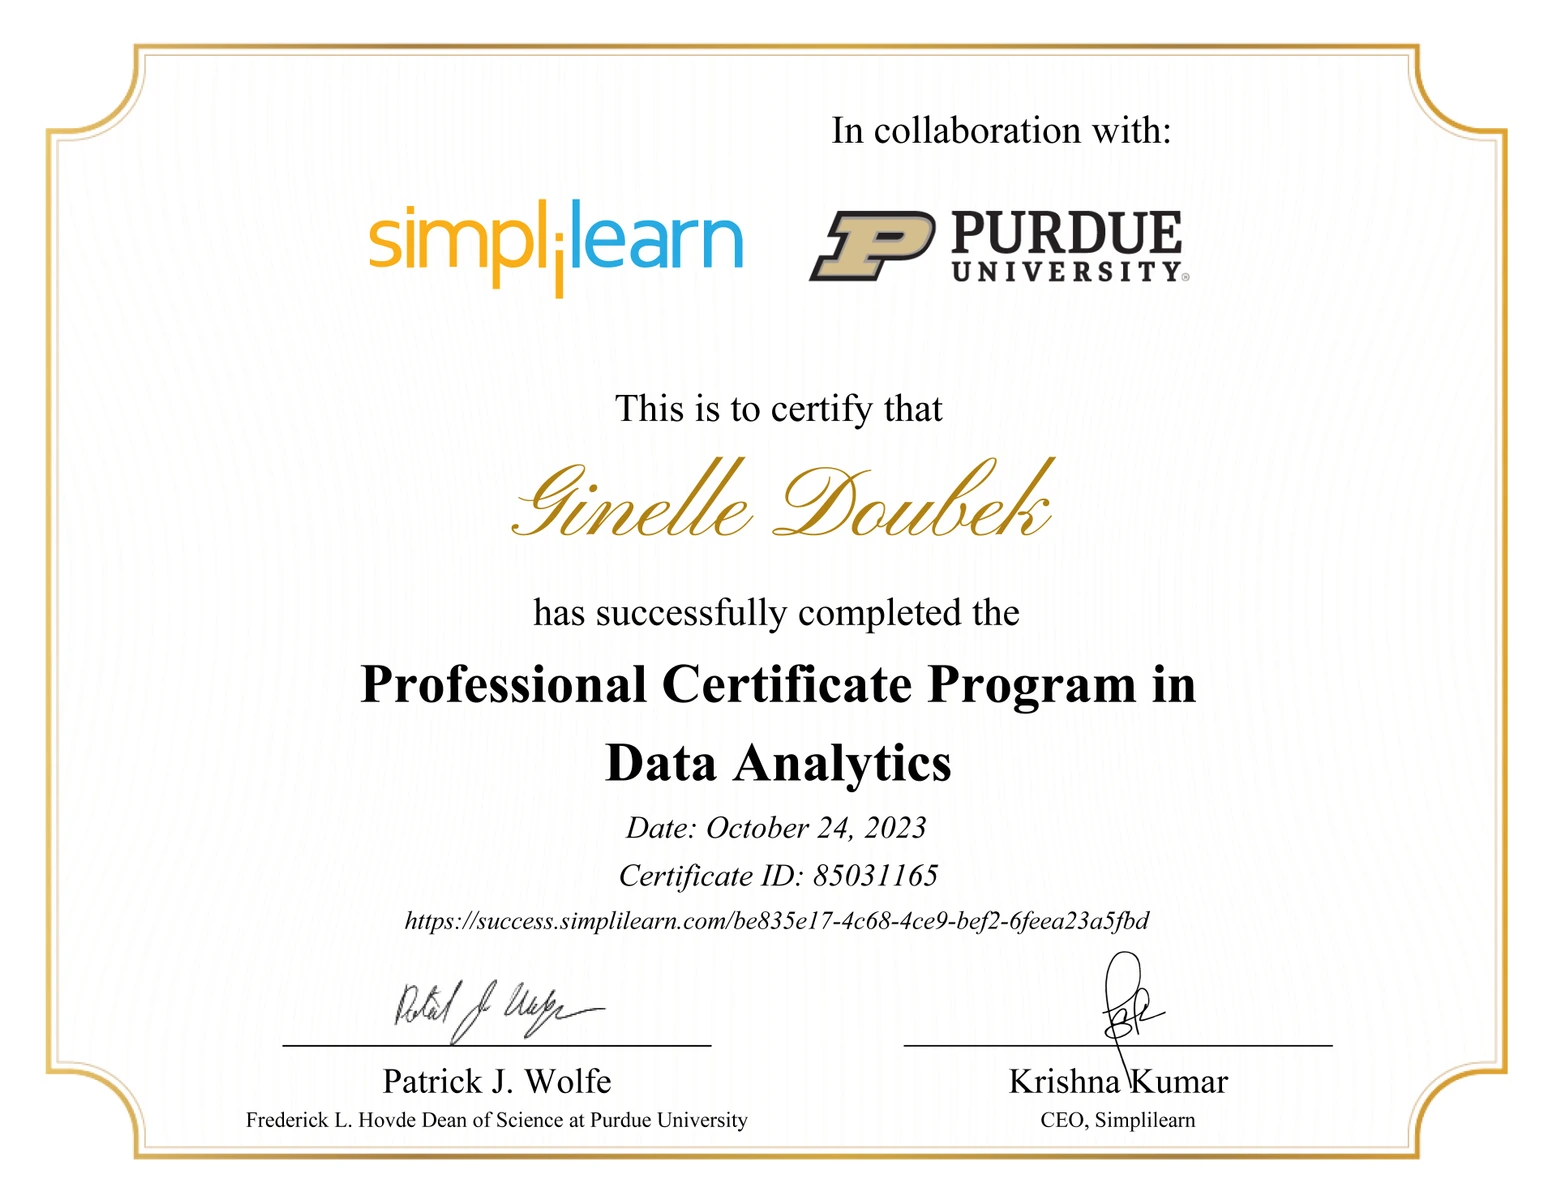 In collaboration with:
simplilearn
PURDUE
UNIVERSITY®
This is to certify that
Ginelle Doubek
has successfully completed the
Professional Certificate Program in
Data Analytics
Date: October 24, 2023
Certificate ID: 85031165
https://success.simplilearn.com/be835e17-4c68-4ce9-bef2-6feea23a5fbd
Patrick J. Wolfe
Krishna Kumar
Frederick L. Hovde Dean of Science at Purdue University
CEO, Simplilearn